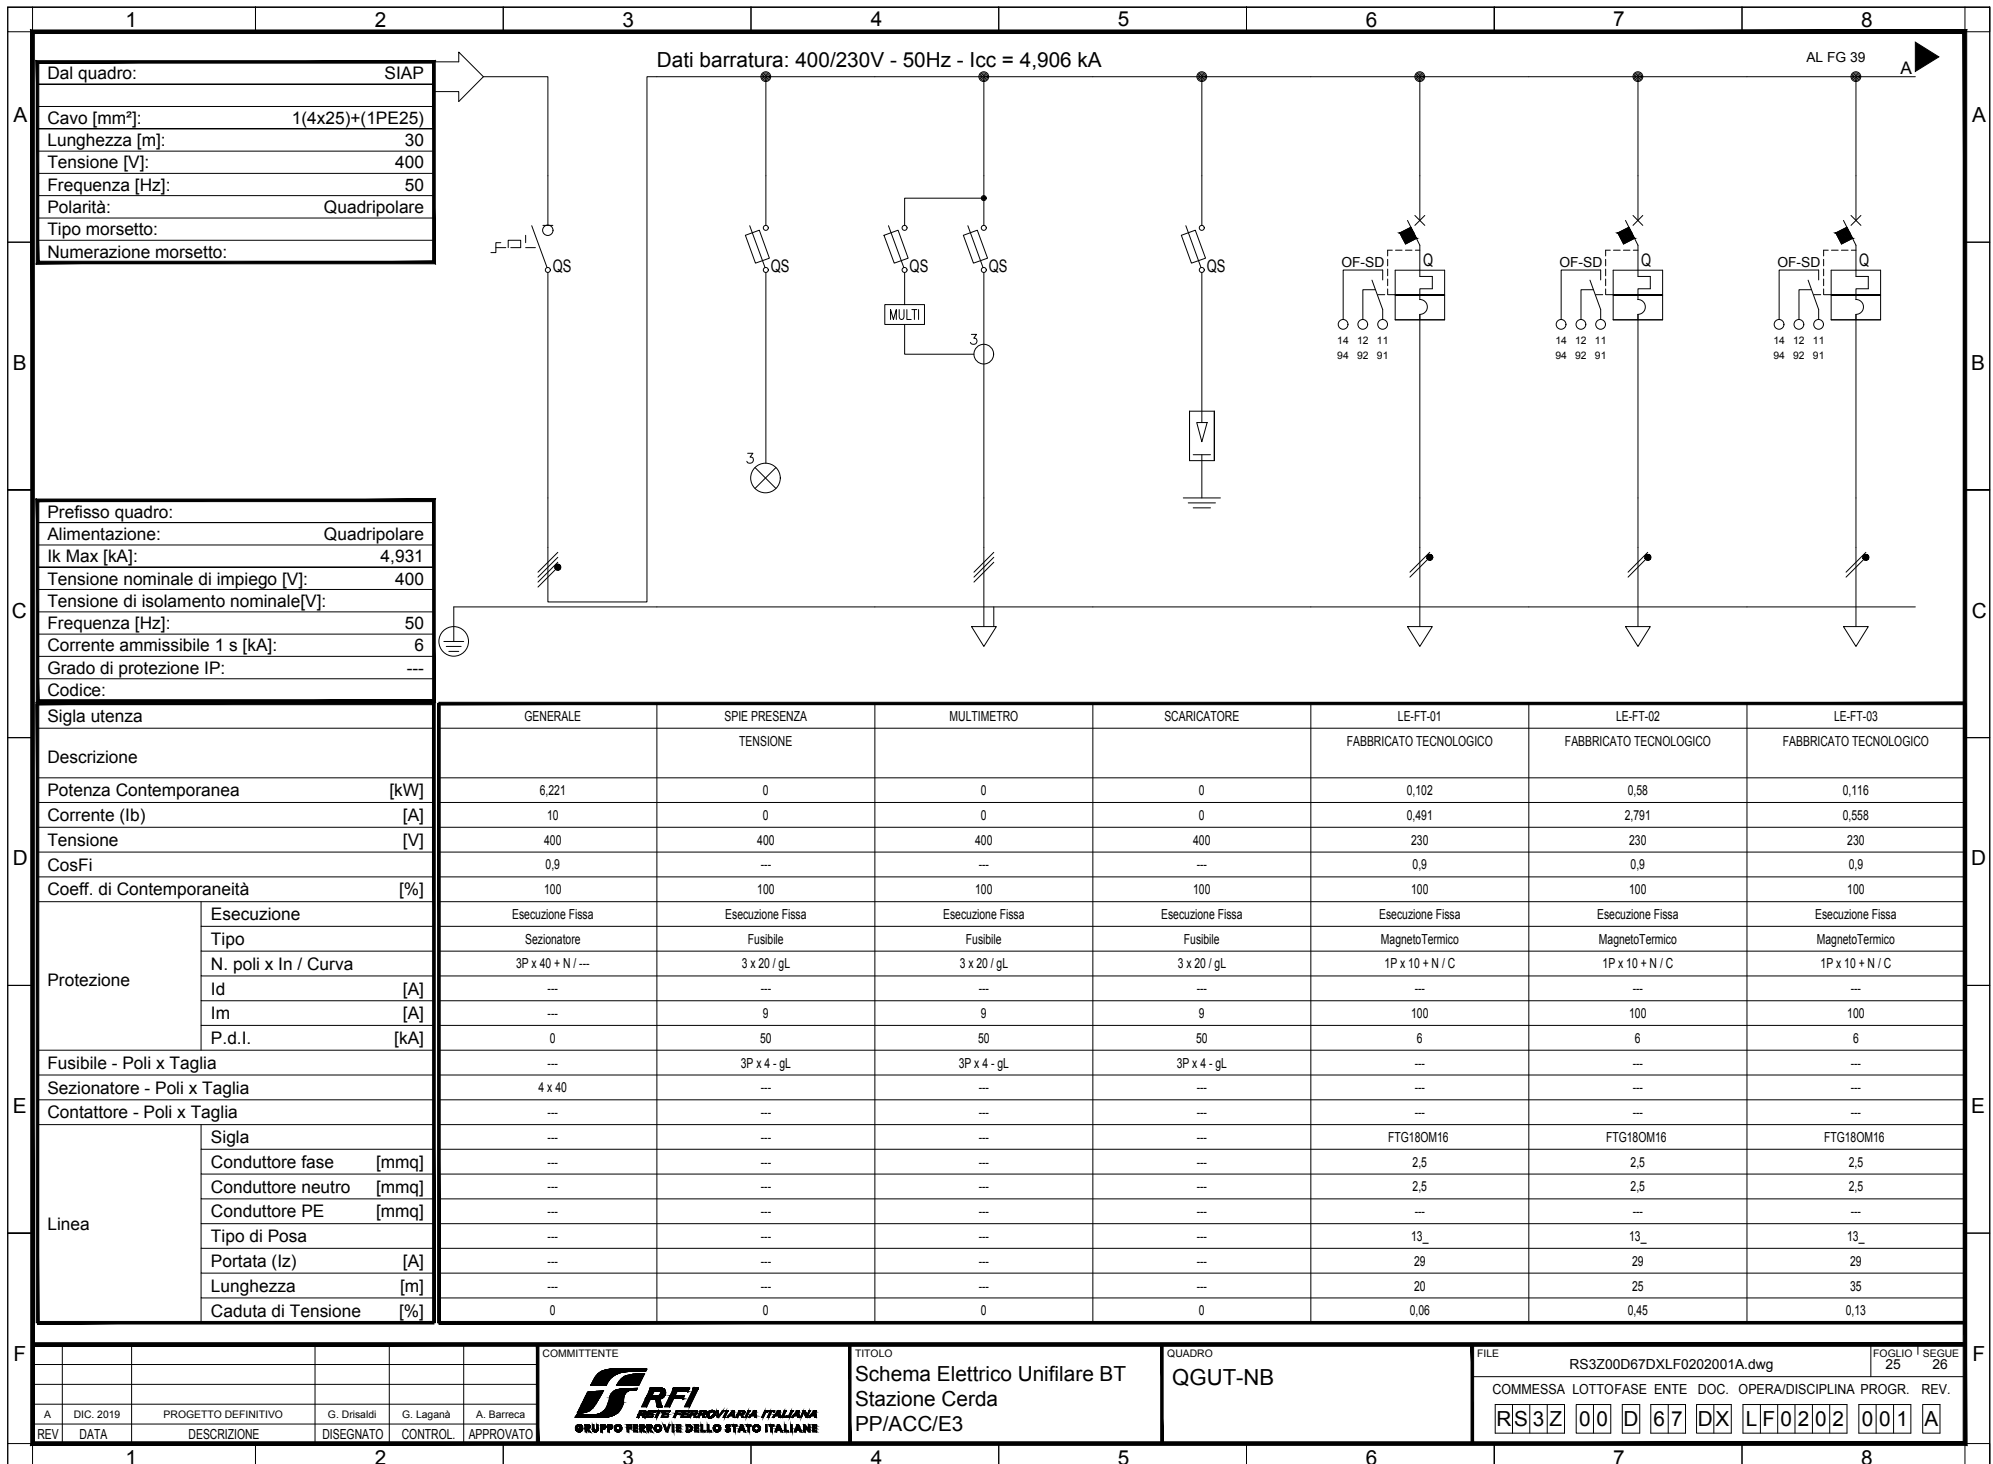 1 2 3 4 5 6 7 8
Dati barratura: 400/230V - 50Hz - Icc = 4,906 kA
AL FG 39
A
Dal quadro: SIAP
Cavo [mm²]: 1(4x25)+(1PE25)
Lunghezza [m]: 30
Tensione [V]: 400
Frequenza [Hz]: 50
Polarità: Quadripolare
Tipo morsetto:
Numerazione morsetto:
A A
B B
C C
D D
E E
F F
QS QS QS QS QS
OF-SD Q OF-SD Q OF-SD Q
MULTI
3
14 12 11 14 12 11 14 12 11
94 92 91 94 92 91 94 92 91
3
Prefisso quadro:
Alimentazione: Quadripolare
Ik Max [kA]: 4,931
Tensione nominale di impiego [V]: 400
Tensione di isolamento nominale[V]:
Frequenza [Hz]: 50
Corrente ammissibile 1 s [kA]: 6
Grado di protezione IP: ---
Codice:
Sigla utenza GENERALE SPIE PRESENZA MULTIMETRO SCARICATORE LE-FT-01 LE-FT-02 LE-FT-03
Descrizione TENSIONE FABBRICATO TECNOLOGICO FABBRICATO TECNOLOGICO FABBRICATO TECNOLOGICO
Potenza Contemporanea [kW] 6,221 0 0 0 0,102 0,58 0,116
Corrente (Ib) [A] 10 0 0 0 0,491 2,791 0,558
Tensione [V] 400 400 400 400 230 230 230
CosFi 0,9 --- --- --- 0,9 0,9 0,9
Coeff. di Contemporaneità [%] 100 100 100 100 100 100 100
Protezione
Esecuzione Esecuzione Fissa Esecuzione Fissa Esecuzione Fissa Esecuzione Fissa Esecuzione Fissa Esecuzione Fissa Esecuzione Fissa
Tipo Sezionatore Fusibile Fusibile Fusibile MagnetoTermico MagnetoTermico MagnetoTermico
N. poli x In / Curva 3P x 40 + N / --- 3 x 20 / gL 3 x 20 / gL 3 x 20 / gL 1P x 10 + N / C 1P x 10 + N / C 1P x 10 + N / C
Id [A] --- --- --- --- --- --- ---
Im [A] --- 9 9 9 100 100 100
P.d.I. [kA] 0 50 50 50 6 6 6
Fusibile - Poli x Taglia --- 3P x 4 - gL 3P x 4 - gL 3P x 4 - gL --- --- ---
Sezionatore - Poli x Taglia 4 x 40 --- --- --- --- --- ---
Contattore - Poli x Taglia --- --- --- --- --- --- ---
Linea
Sigla --- --- --- --- FTG18OM16 FTG18OM16 FTG18OM16
Conduttore fase [mmq] --- --- --- --- 2,5 2,5 2,5
Conduttore neutro [mmq] --- --- --- --- 2,5 2,5 2,5
Conduttore PE [mmq] --- --- --- --- --- --- ---
Tipo di Posa --- --- --- --- 13_ 13_ 13_
Portata (Iz) [A] --- --- --- --- 29 29 29
Lunghezza [m] --- --- --- --- 20 25 35
Caduta di Tensione [%] 0 0 0 0 0,06 0,45 0,13
A DIC. 2019 PROGETTO DEFINITIVO G. Drisaldi G. Laganà A. Barreca
REV DATA DESCRIZIONE DISEGNATO CONTROL. APPROVATO
COMMITTENTE
RFI
RETE FERROVIARIA ITALIANA
GRUPPO FERROVIE DELLO STATO ITALIANE
TITOLO
Schema Elettrico Unifilare BT
Stazione Cerda
PP/ACC/E3
QUADRO
QGUT-NB
FILE
RS3Z00D67DXLF0202001A.dwg
FOGLIO SEGUE
25 26
COMMESSA LOTTO FASE ENTE DOC. OPERA/DISCIPLINA PROGR. REV.
RS3Z 00 D 67 DX LF0202 001 A
1 2 3 4 5 6 7 8